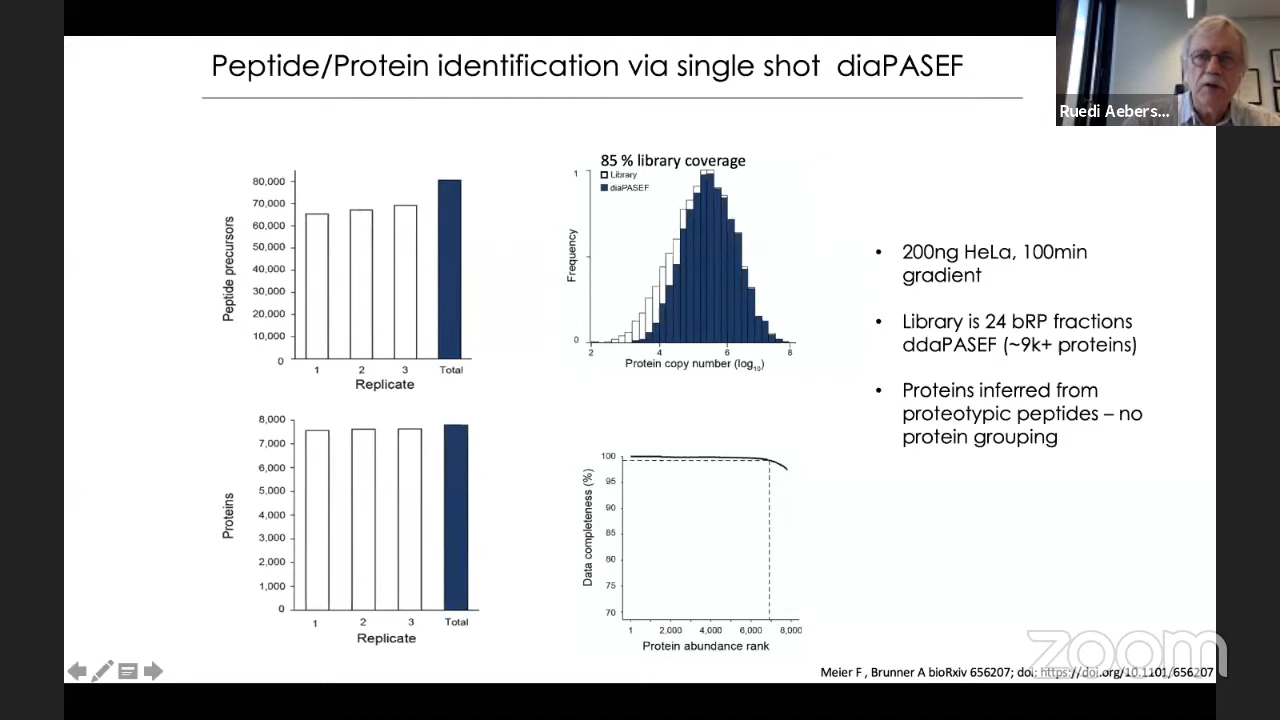 Peptide/Protein identification via single shot diaPASEF
Ruedi Aebers...
80,000
70,000
60,000
50,000
40,000
30,000
20,000
10,000
0
Peptide precursors
1 2 3 Total
Replicate
85 % library coverage
Library
diaPASEF
1
0
Frequency
2 4 6 8
Protein copy number (log10)
8,000
7,000
6,000
5,000
4,000
3,000
2,000
1,000
0
Proteins
1 2 3 Total
Replicate
100
95
90
85
80
75
70
Data completeness (%)
1 2,000 4,000 6,000 8,000
Protein abundance rank
• 200ng HeLa, 100min
gradient
• Library is 24 bRP fractions
ddaPASEF (~9k+ proteins)
• Proteins inferred from
proteotypic peptides – no
protein grouping
zoom
Meier F , Brunner A bioRxiv 656207; doi: https://doi.org/10.1101/656207